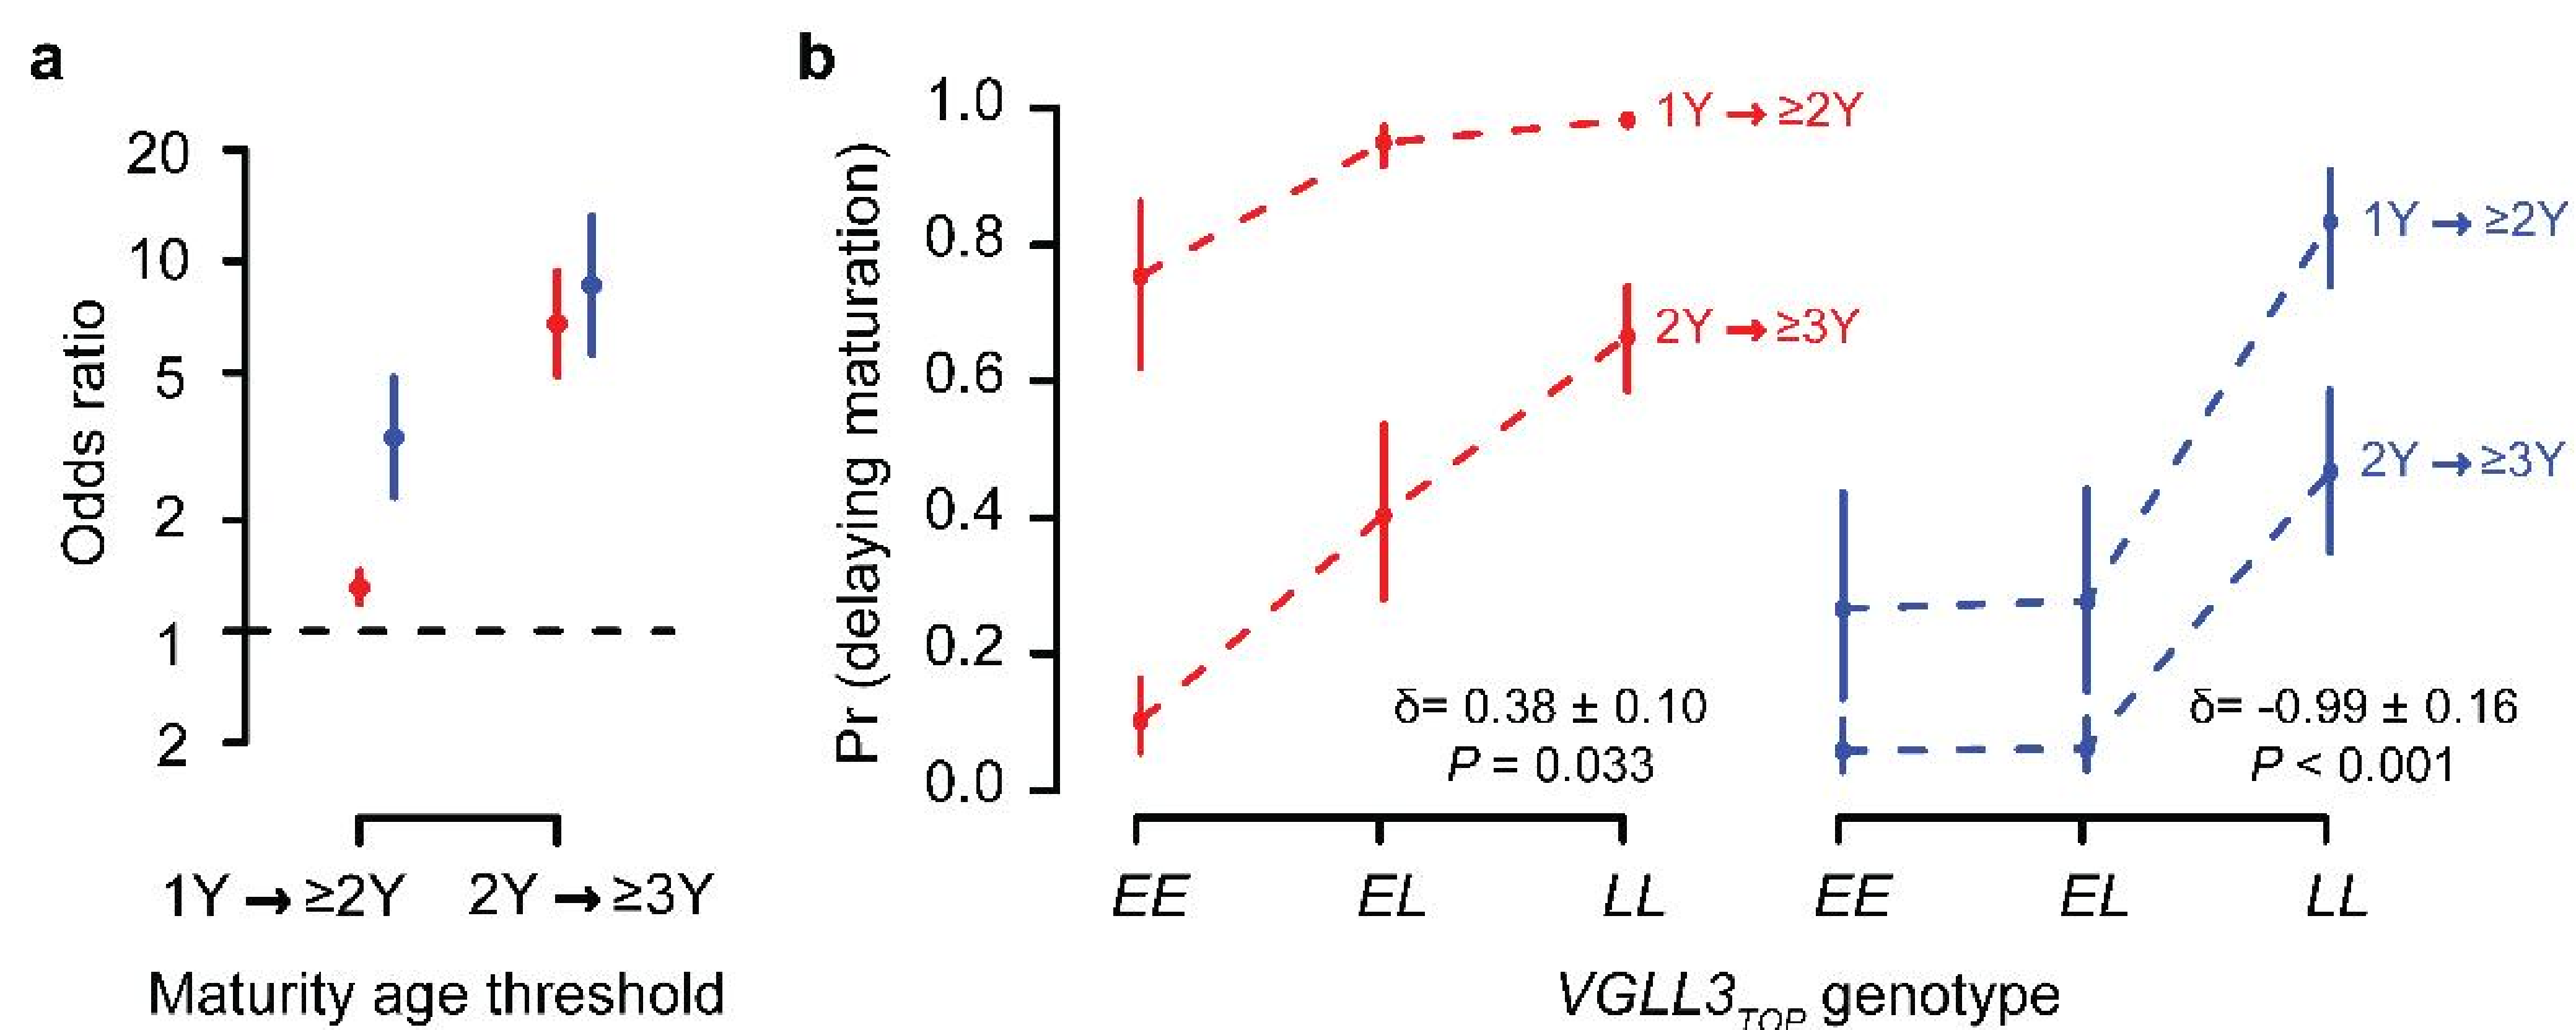 a
Odds ratio
20
10
5
2
1
2
1Y → ≥2Y
2Y → ≥3Y
Maturity age threshold
b
Pr (delaying maturation)
1.0
0.8
0.6
0.4
0.2
0.0
1Y → ≥2Y
2Y → ≥3Y
δ= 0.38 ± 0.10
P = 0.033
1Y → ≥2Y
2Y → ≥3Y
δ= -0.99 ± 0.16
P < 0.001
EE
EL
LL
EE
EL
LL
VGLL3TOP genotype